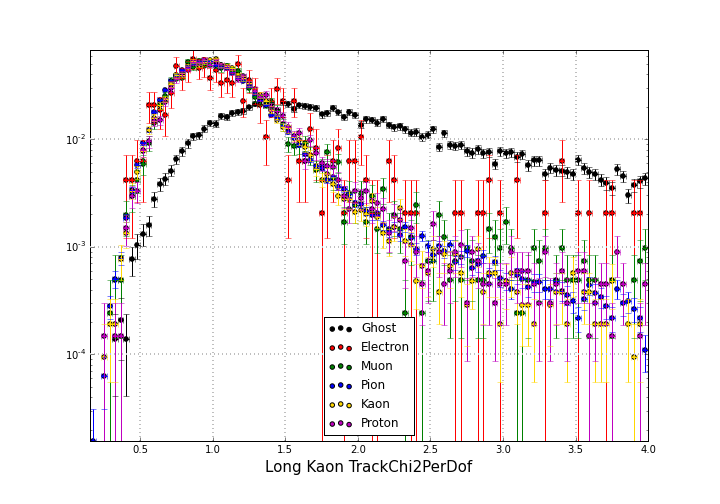 10⁻²
10⁻³
10⁻⁴
Ghost
Electron
Muon
Pion
Kaon
Proton
0.5 1.0 1.5 2.0 2.5 3.0 3.5 4.0
Long Kaon TrackChi2PerDof